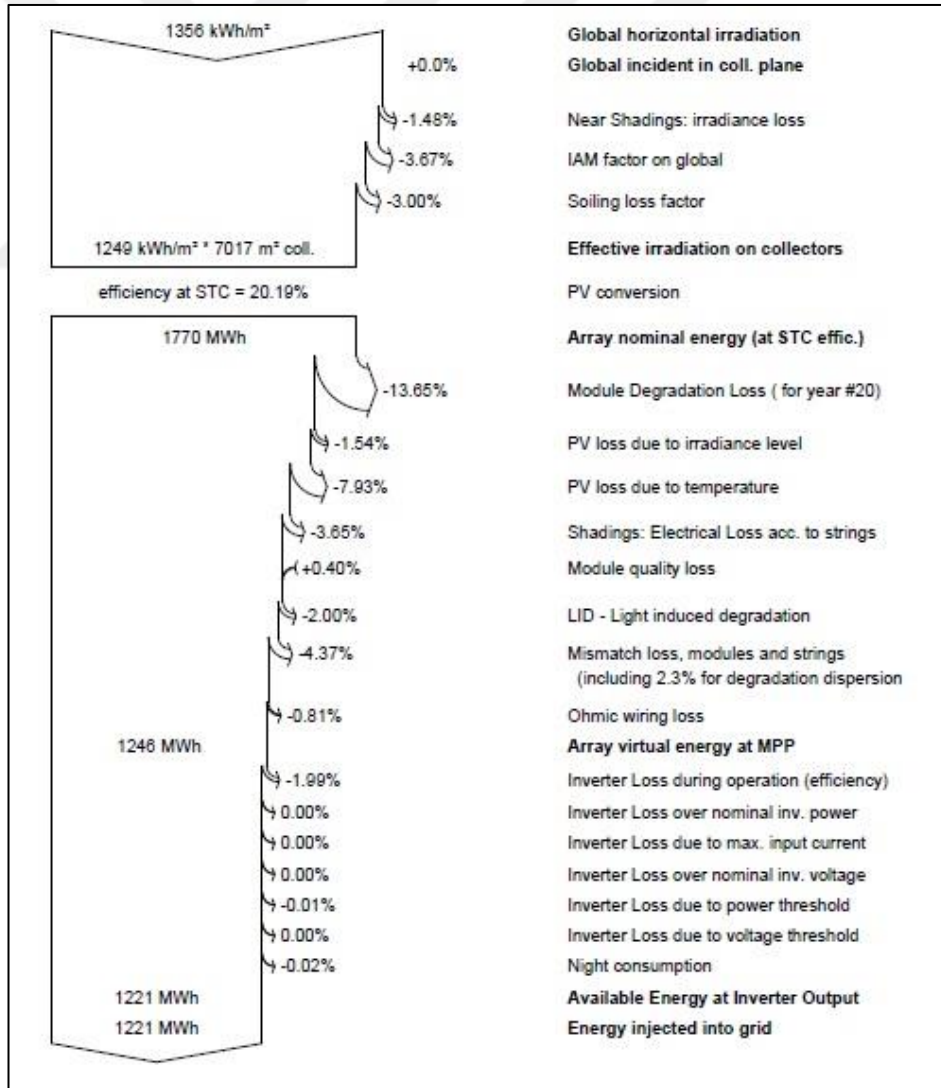 1356 kWh/m² Global horizontal irradiation
+0.0% Global incident in coll. plane
-1.48% Near Shadings: irradiance loss
-3.67% IAM factor on global
-3.00% Soiling loss factor
1249 kWh/m² * 7017 m² coll. Effective irradiation on collectors
efficiency at STC = 20.19% PV conversion
1770 MWh Array nominal energy (at STC effic.)
-13.65% Module Degradation Loss ( for year #20)
-1.54% PV loss due to irradiance level
-7.93% PV loss due to temperature
-3.65% Shadings: Electrical Loss acc. to strings
+0.40% Module quality loss
-2.00% LID - Light induced degradation
-4.37% Mismatch loss, modules and strings
(including 2.3% for degradation dispersion
-0.81% Ohmic wiring loss
1246 MWh Array virtual energy at MPP
-1.99% Inverter Loss during operation (efficiency)
0.00% Inverter Loss over nominal inv. power
0.00% Inverter Loss due to max. input current
0.00% Inverter Loss over nominal inv. voltage
-0.01% Inverter Loss due to power threshold
0.00% Inverter Loss due to voltage threshold
-0.02% Night consumption
1221 MWh Available Energy at Inverter Output
1221 MWh Energy injected into grid